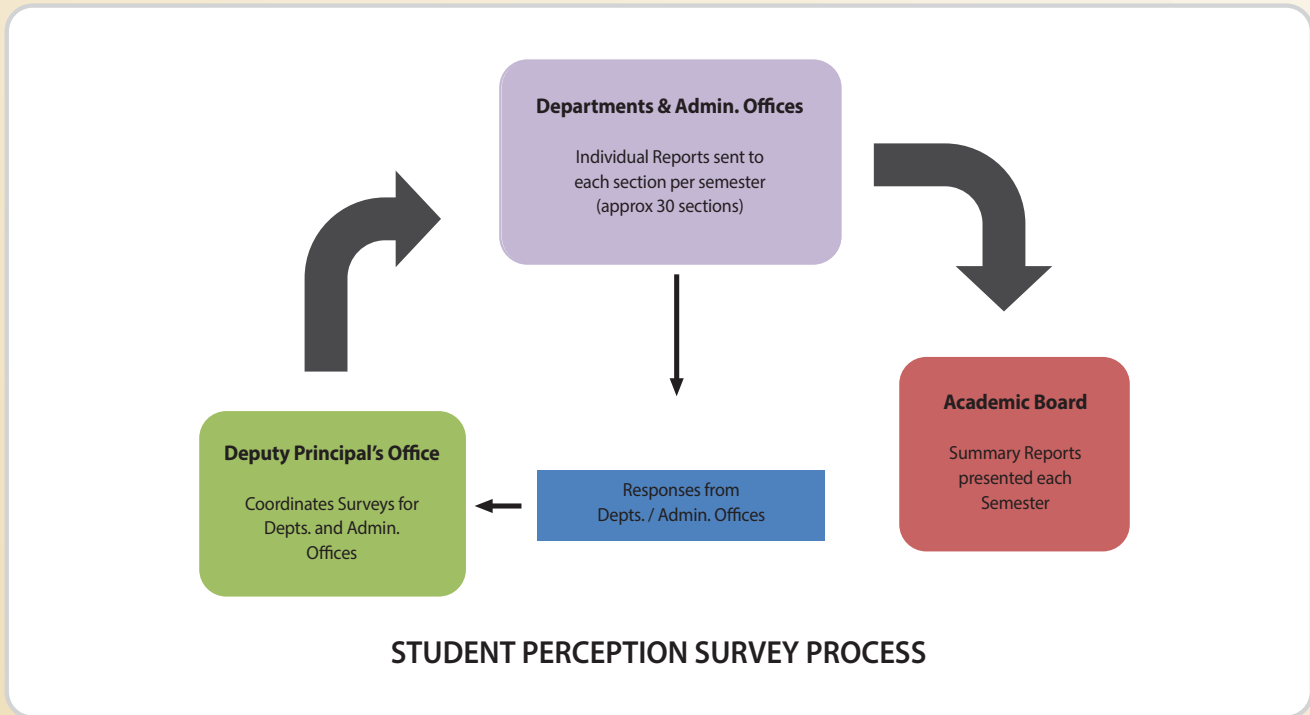 Departments & Admin. Offices
Individual Reports sent to
each section per semester
(approx 30 sections)
Academic Board
Summary Reports
presented each
Semester
Deputy Principal's Office
Coordinates Surveys for
Depts. and Admin.
Offices
Responses from
Depts. / Admin. Offices
STUDENT PERCEPTION SURVEY PROCESS